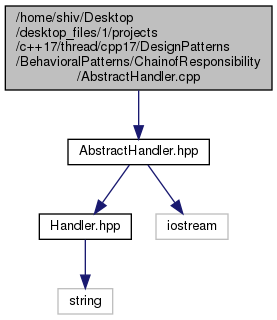 /home/shiv/Desktop
/desktop_files/1/projects
/c++17/thread/cpp17/DesignPatterns
/BehavioralPatterns/ChainofResponsibility
/AbstractHandler.cpp
AbstractHandler.hpp
Handler.hpp
iostream
string